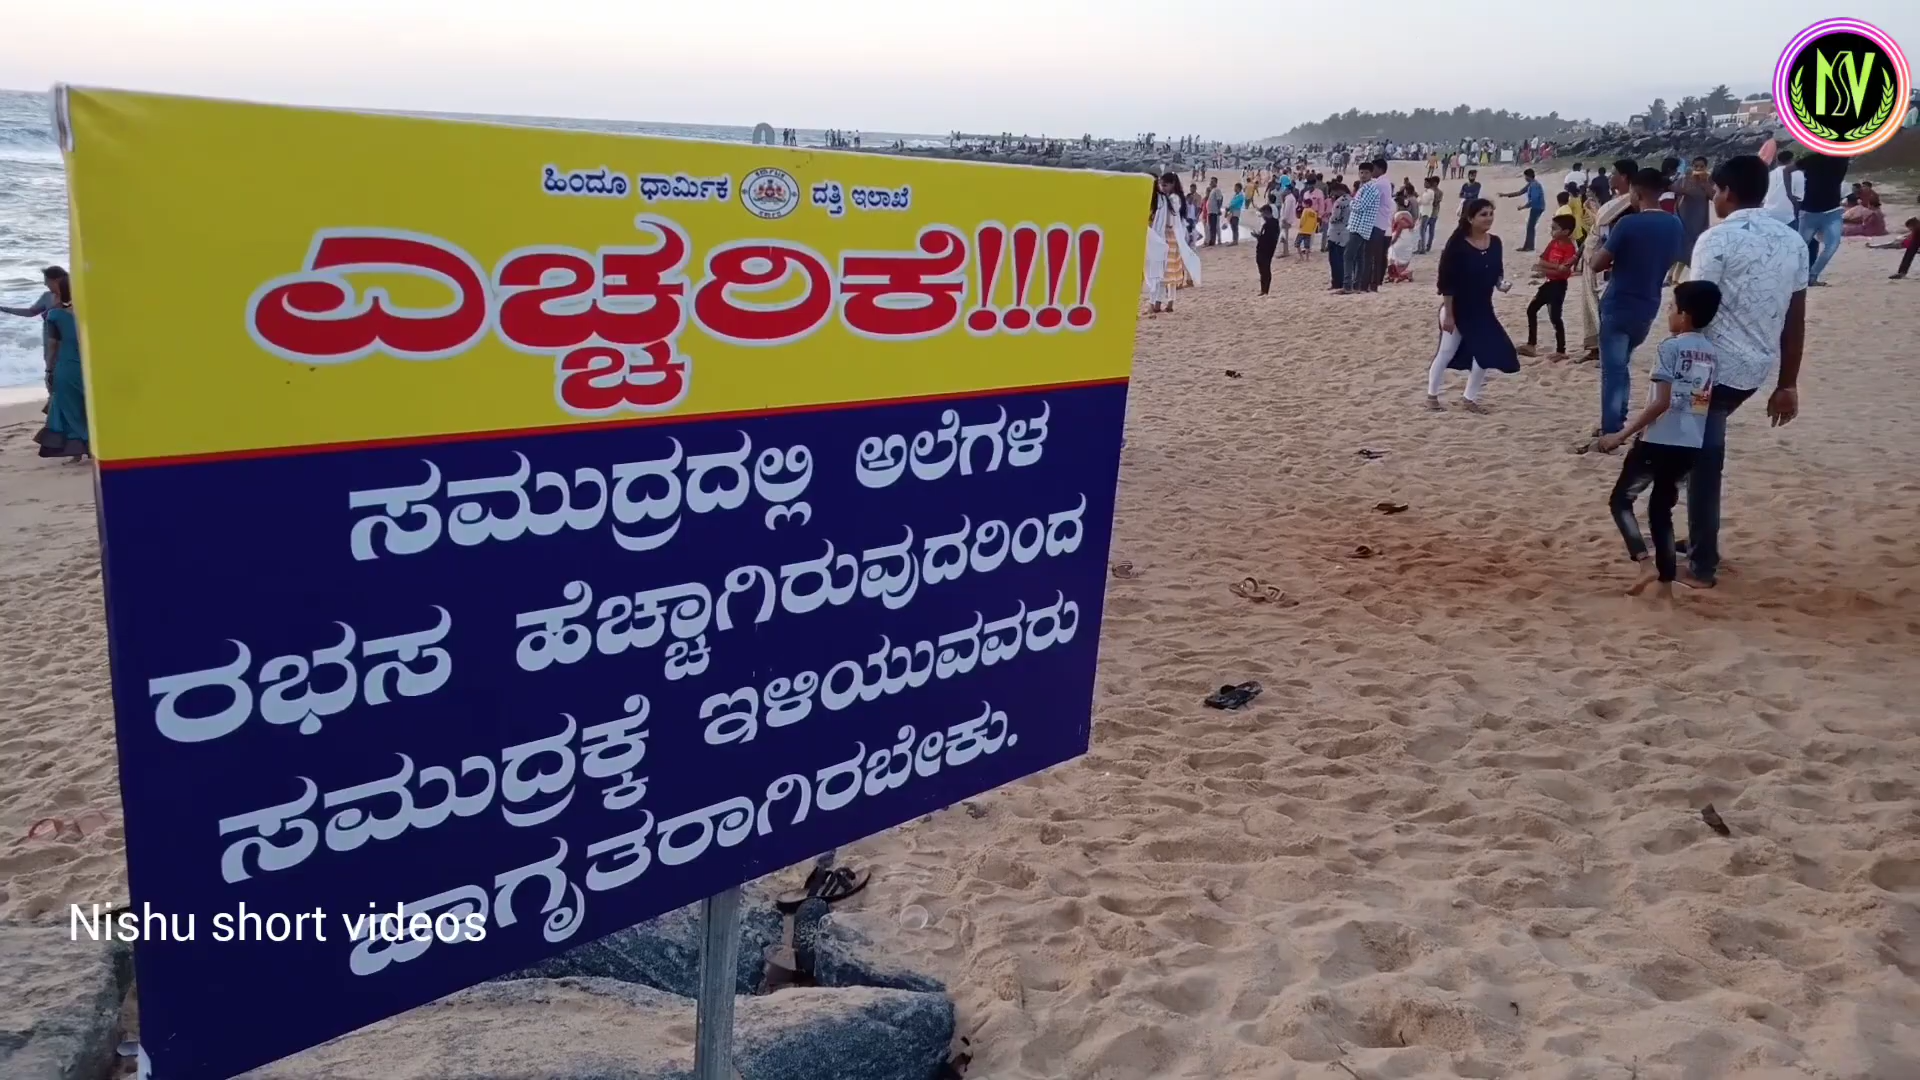 ಹಿಂದೂ ಧಾರ್ಮಿಕ ದತ್ತಿ ಇಲಾಖೆ
ಎಚ್ಚರಿಕೆ!!!!
ಸಮುದ್ರದಲ್ಲಿ ಅಲೆಗಳ
ರಭಸ ಹೆಚ್ಚಾಗಿರುವುದರಿಂದ
ಸಮುದ್ರಕ್ಕೆ ಇಳಿಯುವವರು
ಜಾಗೃತರಾಗಿರಬೇಕು.
Nishu short videos
NSV